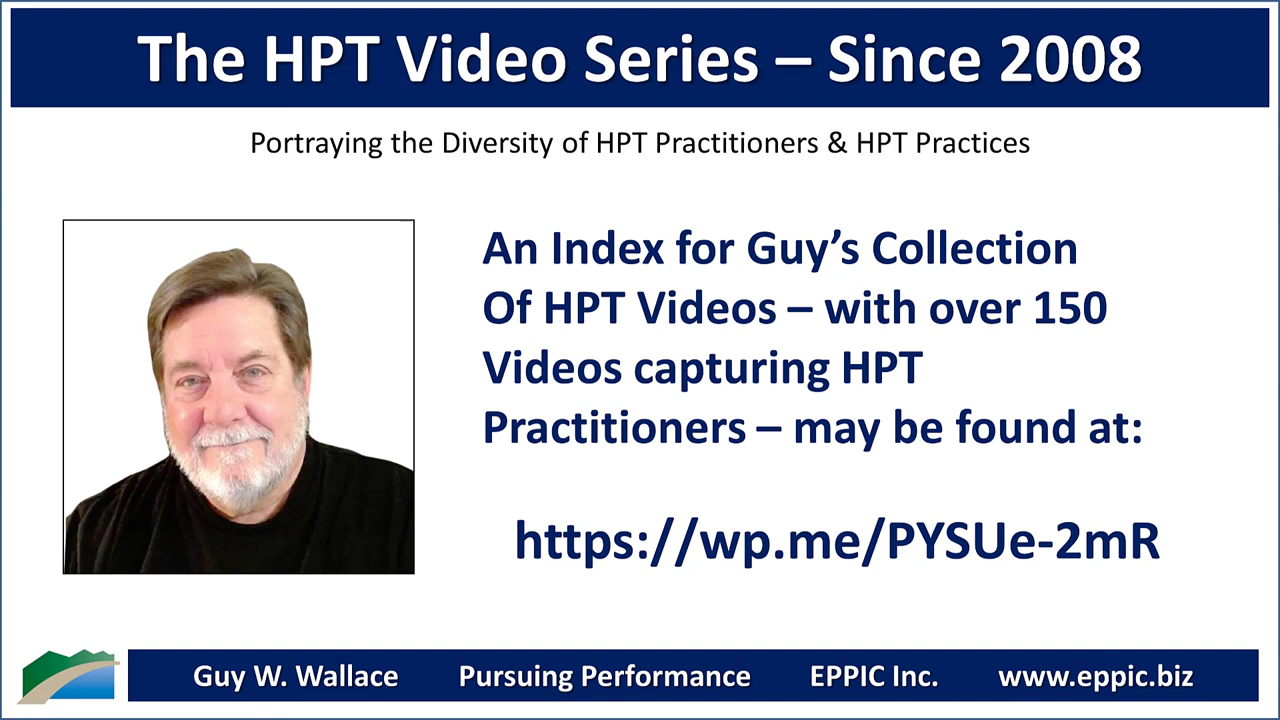 The HPT Video Series – Since 2008
Portraying the Diversity of HPT Practitioners & HPT Practices
An Index for Guy’s Collection
Of HPT Videos – with over 150
Videos capturing HPT
Practitioners – may be found at:
https://wp.me/PYSUe-2mR
Guy W. Wallace Pursuing Performance EPPIC Inc. www.eppic.biz